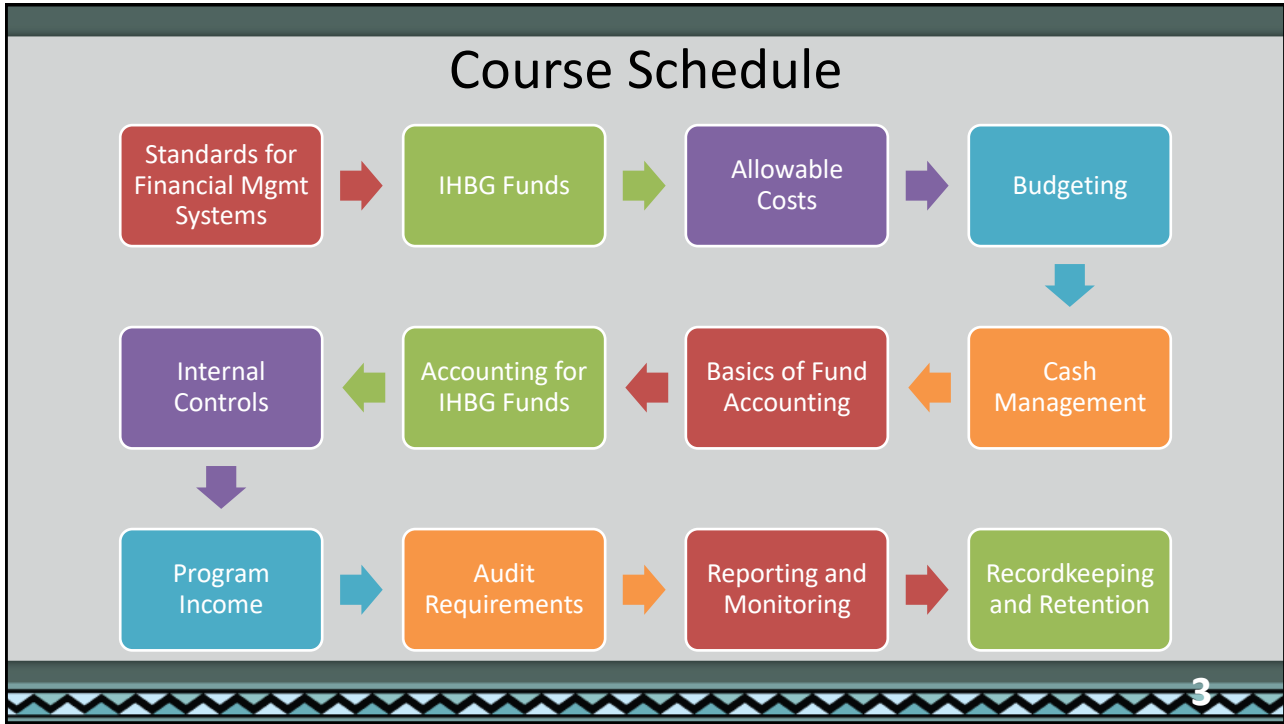 Course Schedule
Standards for
Financial Mgmt
Systems
IHBG Funds
Allowable
Costs
Budgeting
Cash
Management
Basics of Fund
Accounting
Accounting for
IHBG Funds
Internal
Controls
Program
Income
Audit
Requirements
Reporting and
Monitoring
Recordkeeping
and Retention
3